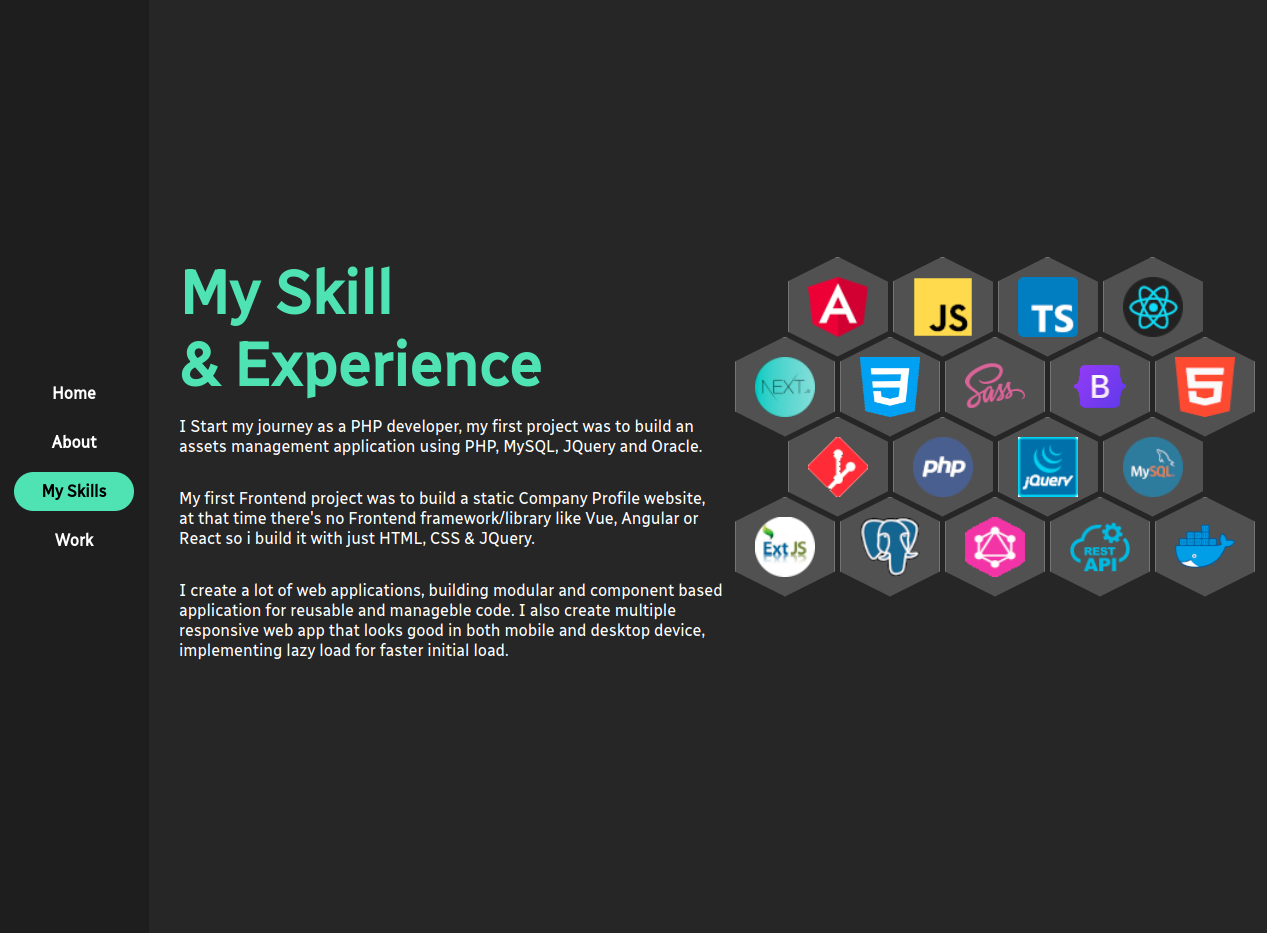 Home
About
My Skills
Work
My Skill
& Experience
I Start my journey as a PHP developer, my first project was to build an
assets management application using PHP, MySQL, JQuery and Oracle.
My first Frontend project was to build a static Company Profile website,
at that time there's no Frontend framework/library like Vue, Angular or
React so i build it with just HTML, CSS & JQuery.
I create a lot of web applications, building modular and component based
application for reusable and manageble code. I also create multiple
responsive web app that looks good in both mobile and desktop device,
implementing lazy load for faster initial load.
A
JS
TS
NEXT.JS
3
Sass
B
5
php
jQuery
MySQL
Ext JS
REST
API